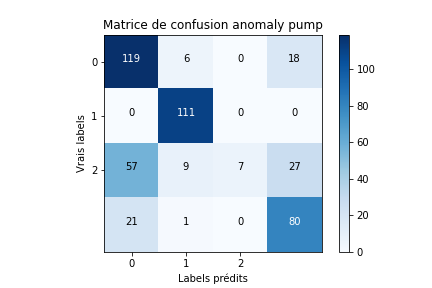 Matrice de confusion anomaly pump
0 119 6 0 18
1 0 111 0 0
2 57 9 7 27
21 1 0 80
0 1 2
Vrais labels
Labels prédits
100
80
60
40
20
0